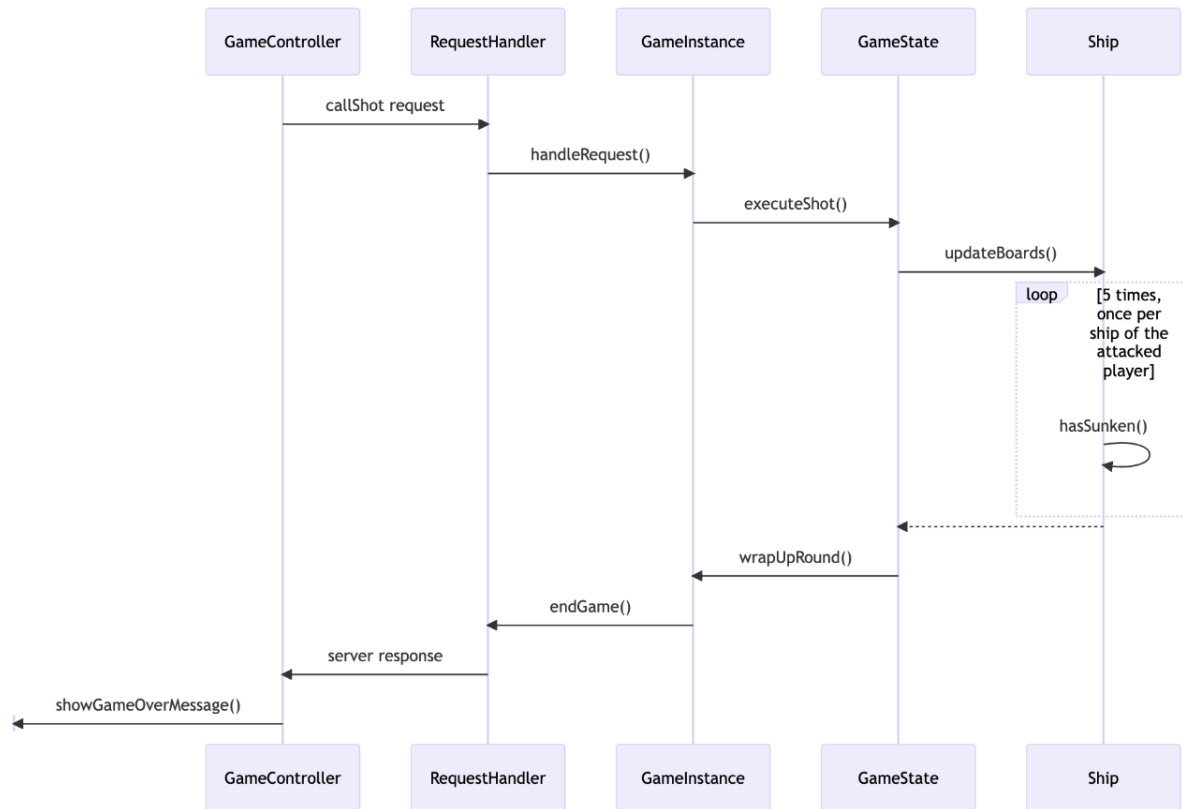 GameController RequestHandler GameInstance GameState Ship
callShot request
handleRequest()
executeShot()
updateBoards()
loop
[5 times,
once per
ship of the
attacked
player]
hasSunken()
wrapUpRound()
endGame()
server response
showGameOverMessage()
GameController RequestHandler GameInstance GameState Ship